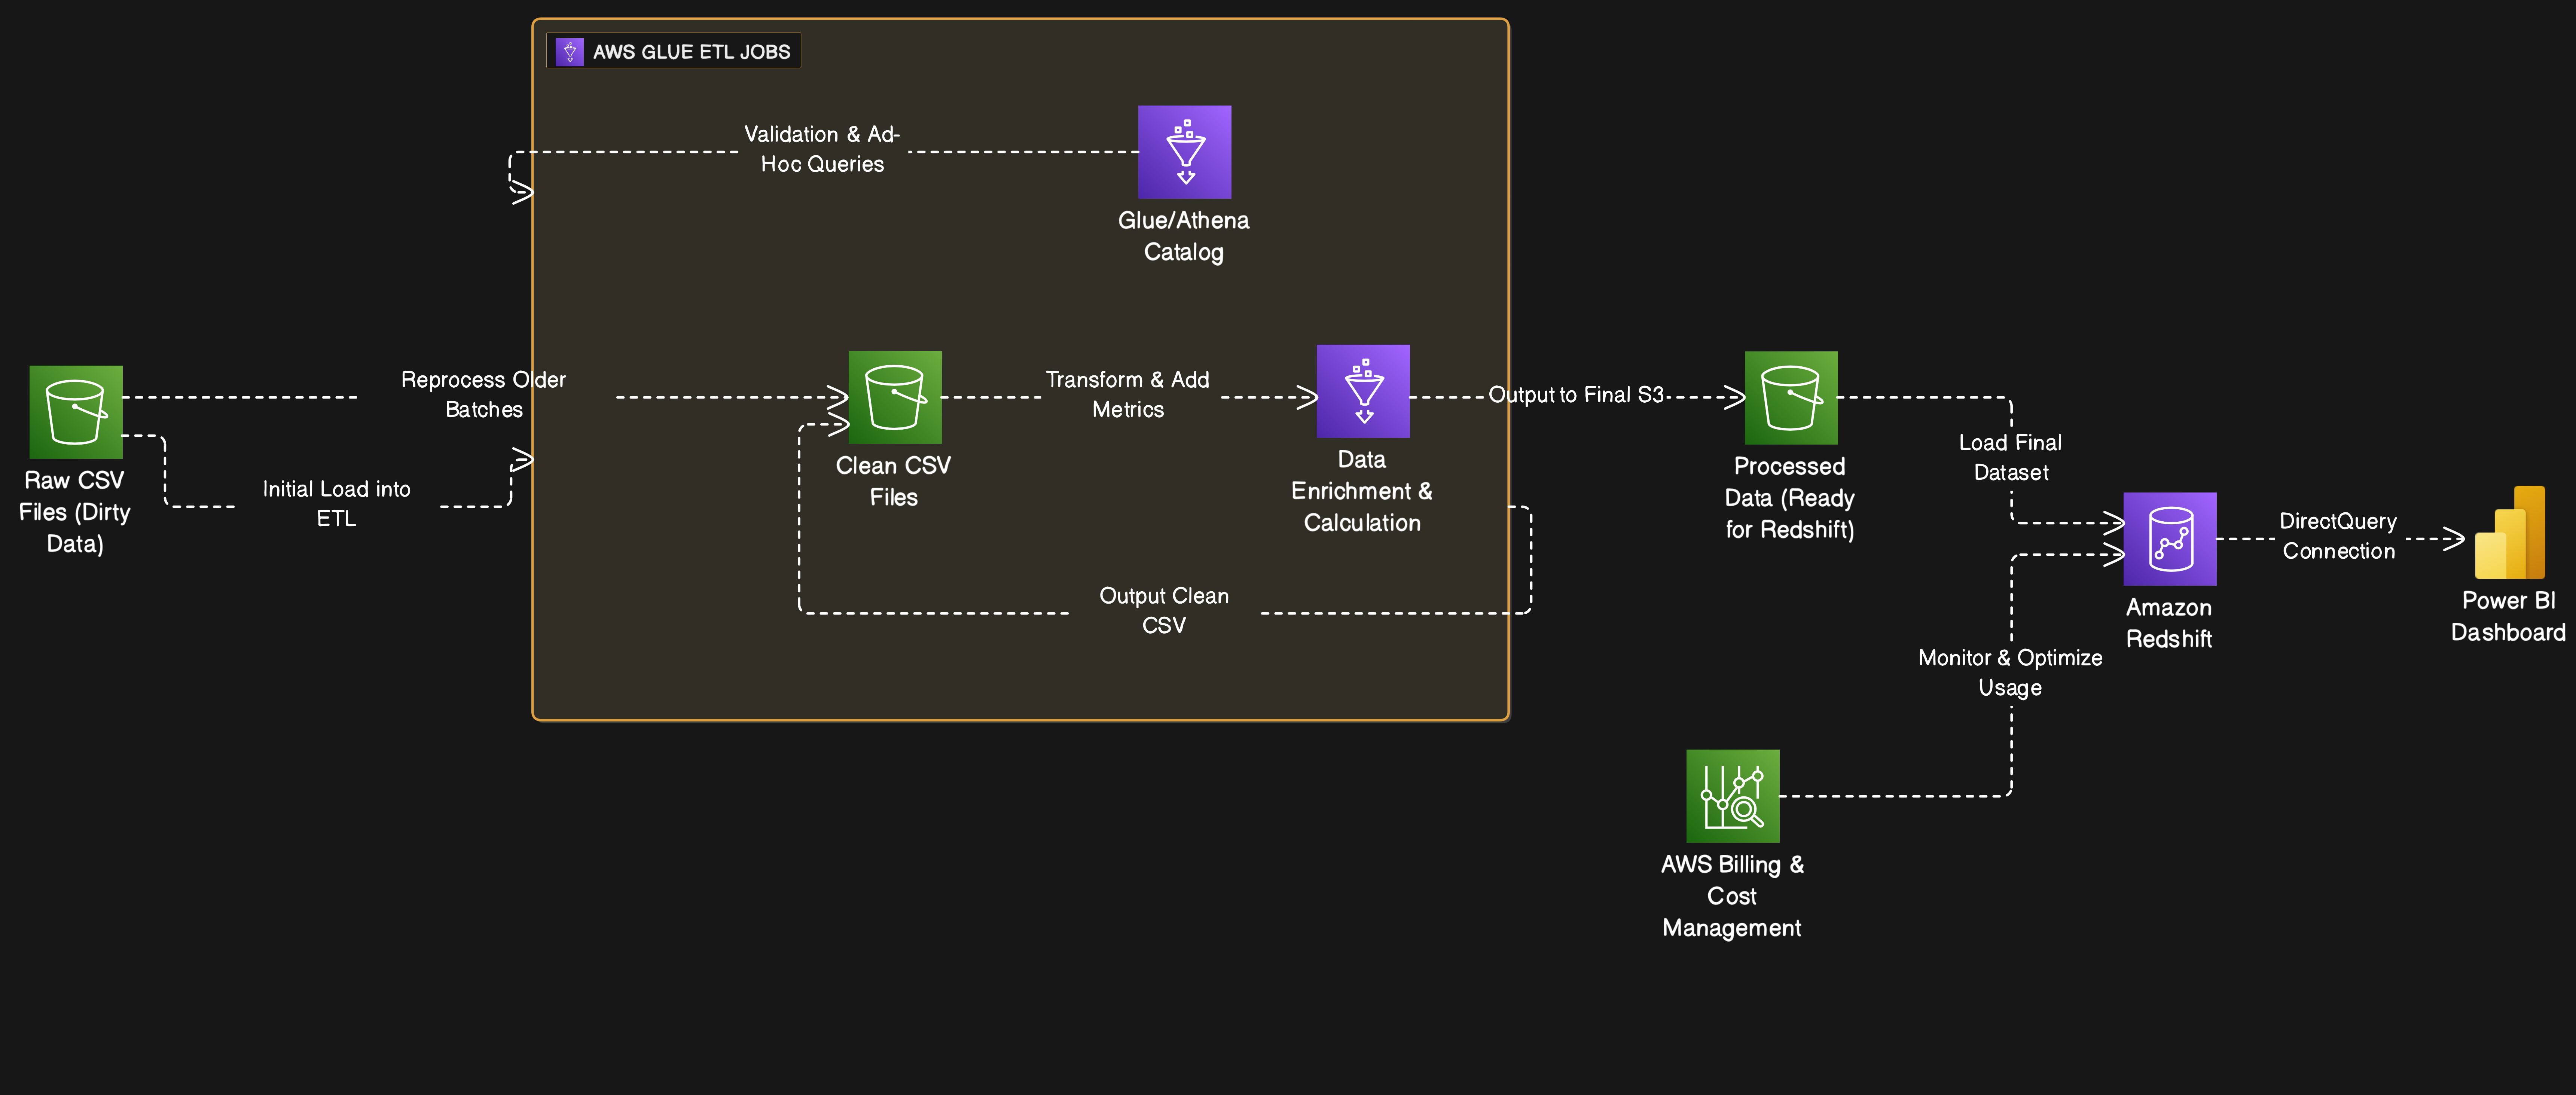 AWS GLUE ETL JOBS
Validation & Ad-
Hoc Queries
Glue/Athena
Catalog
Raw CSV
Files (Dirty
Data)
Reprocess Older
Batches
Initial Load into
ETL
Clean CSV
Files
Transform & Add
Metrics
Data
Enrichment &
Calculation
Output Clean
CSV
Output to Final S3
Processed
Data (Ready
for Redshift)
Load Final
Dataset
Monitor & Optimize
Usage
AWS Billing &
Cost
Management
Amazon
Redshift
DirectQuery
Connection
Power BI
Dashboard